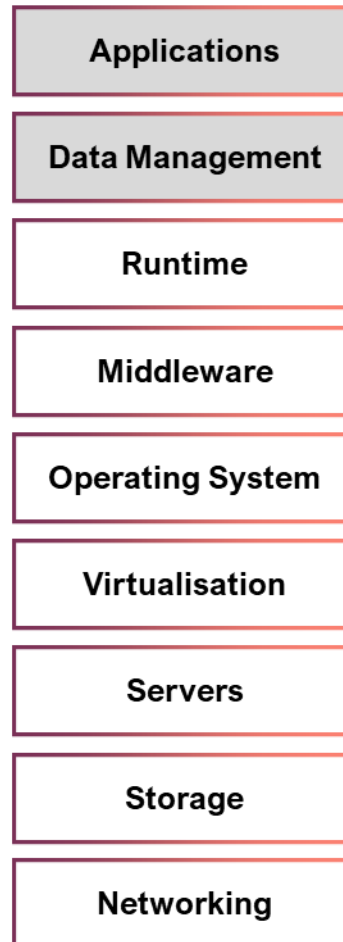 Applications
Data Management
Runtime
Middleware
Operating System
Virtualisation
Servers
Storage
Networking